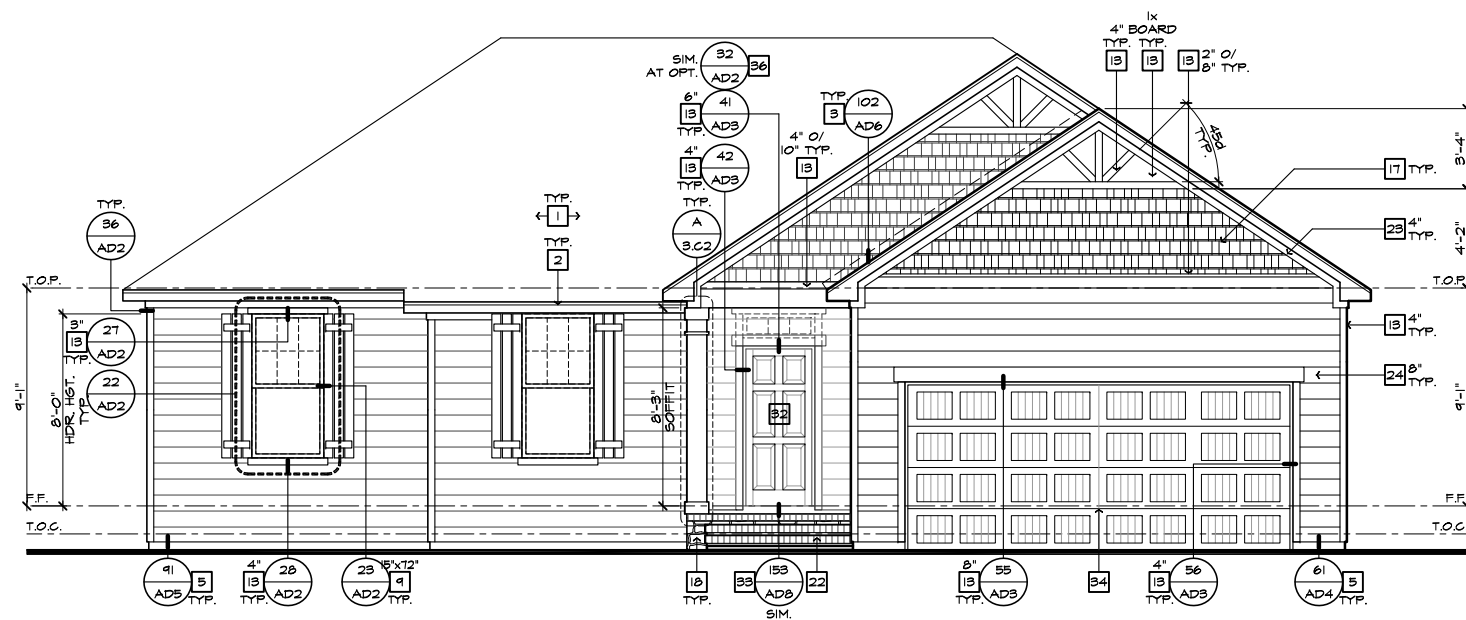 1x
4" BOARD
TYP. TYP.
13 13 13 2" O/
8" TYP.
SIM.
AT OPT.
32
AD2
36
6"
13
TYP.
41
AD3
TYP.
3
102
AD6
4" O/
10" TYP.
13
4"
13
TYP.
42
AD3
45d
TYP.
3'-4"
17 TYP.
TYP.
36
AD2
TYP.
1
TYP.
2
TYP.
A
3.C2
23 4"
TYP.
4'-2"
T.O.P.
T.O.P.
3"
13
TYP.
27
AD2
22
AD2
9'-1"
8'-0"
HDR. HGT.
TYP.
8'-3"
SOFFIT
32
13 4"
TYP.
24 8"
TYP.
9'-1"
F.F.
F.F.
T.O.C.
T.O.C.
91
AD5
5
TYP.
4"
13
TYP.
28
AD2
23
AD2
15"x72"
9
TYP.
18
TYP.
33
153
AD8
SIM.
22
8"
13
TYP.
55
AD3
34
4"
13
TYP.
56
AD3
61
AD4
5
TYP.